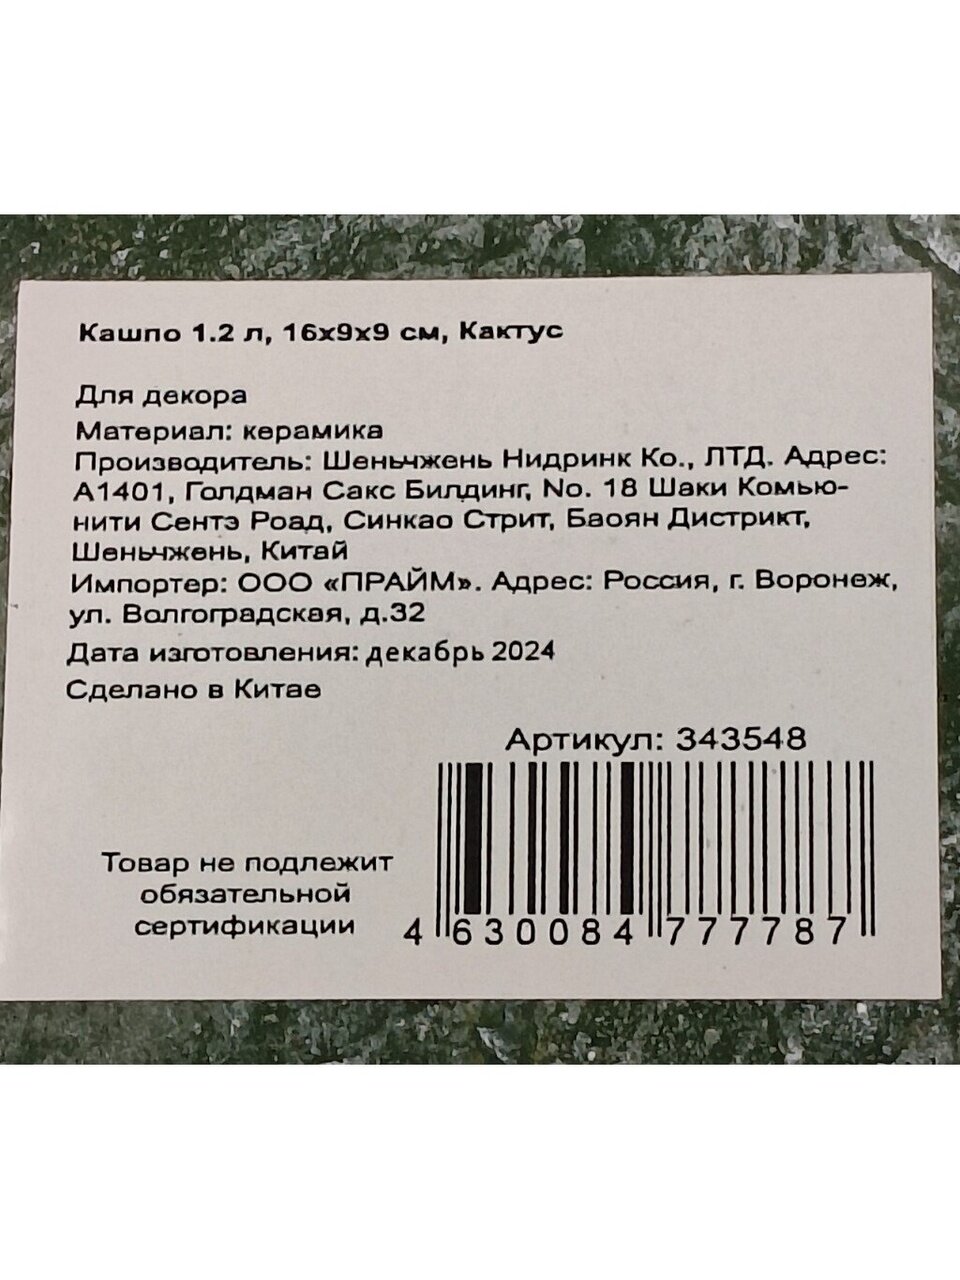 Кашпо 1.2 л, 16х9х9 см, Кактус
Для декора
Материал: керамика
Производитель: Шеньчжень Нидринк Ко., ЛТД. Адрес:
А1401, Голдман Сакс Билдинг, No. 18 Шаки Комью-
нити Сентэ Роад, Синкао Стрит, Баоян Дистрикт,
Шеньчжень, Китай
Импортер: ООО «ПРАЙМ». Адрес: Россия, г. Воронеж,
ул. Волгоградская, д.32
Дата изготовления: декабрь 2024
Сделано в Китае
Артикул: 343548
Товар не подлежит
обязательной
сертификации
4 630084 777787